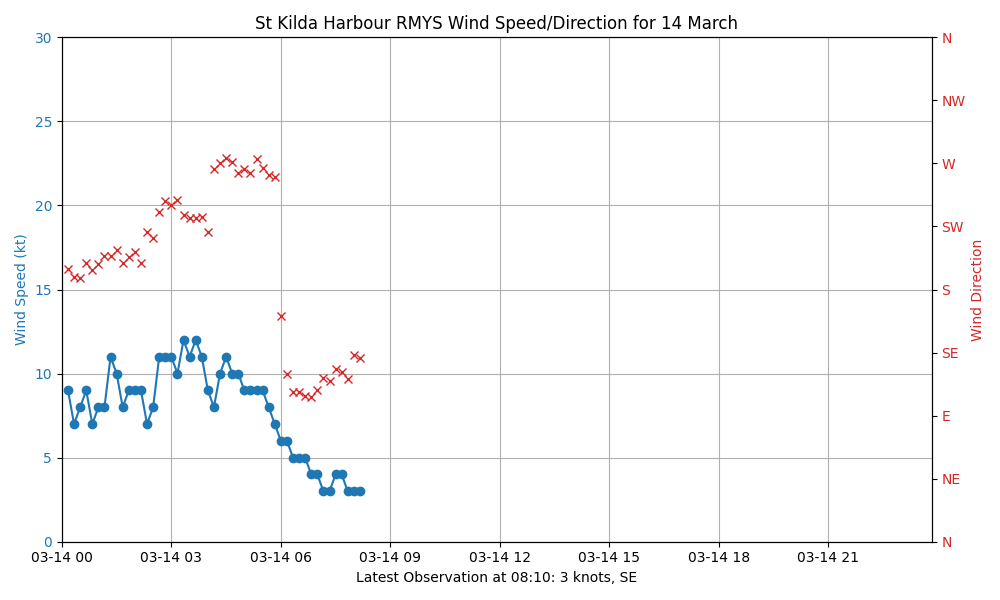 St Kilda Harbour RMYS Wind Speed/Direction for 14 March
Wind Speed (kt)
30
25
20
15
10
5
0
N
NW
W
SW
S
SE
E
NE
N
Wind Direction
03-14 00
03-14 03
03-14 06
03-14 09
03-14 12
03-14 15
03-14 18
03-14 21
Latest Observation at 08:10: 3 knots, SE